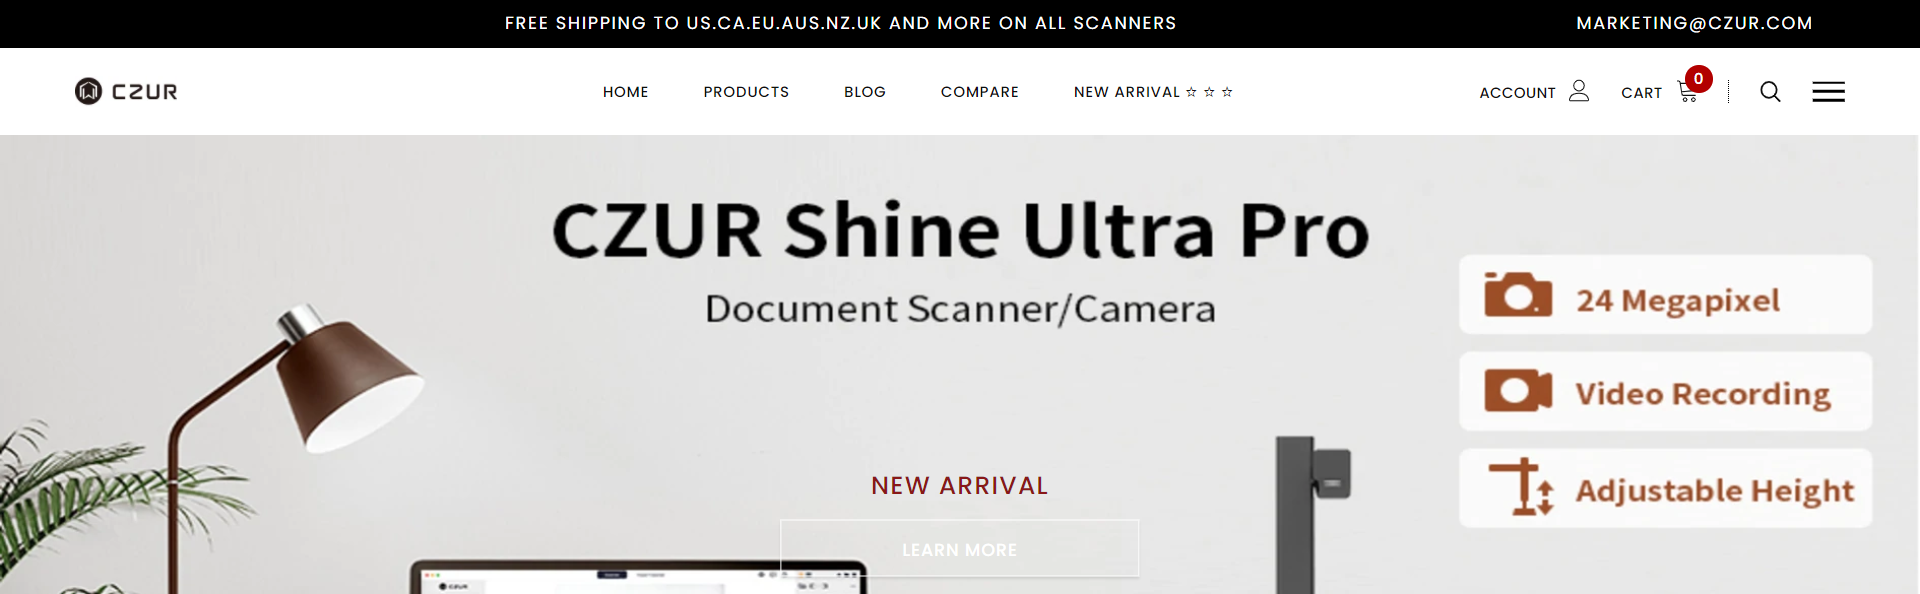 FREE SHIPPING TO US.CA.EU.AUS.NZ.UK AND MORE ON ALL SCANNERS
MARKETING@CZUR.COM
CZUR
HOME
PRODUCTS
BLOG
COMPARE
NEW ARRIVAL ☆ ☆ ☆
ACCOUNT
CART
0
CZUR Shine Ultra Pro
Document Scanner/Camera
24 Megapixel
Video Recording
Adjustable Height
NEW ARRIVAL
LEARN MORE
CZUR